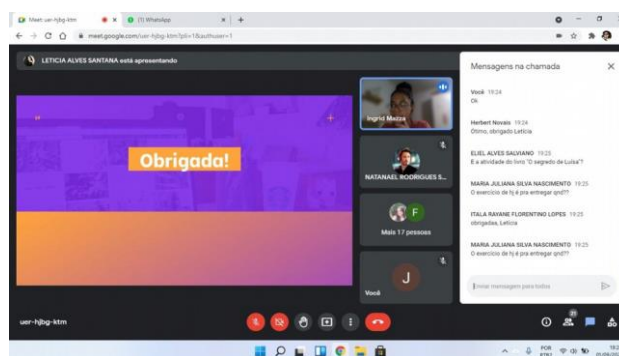 Meet: uer-hjbg-ktm
(1) WhatsApp
meet.google.com/uer-hjbg-ktm?pli=1&authuser=1
LETICIA ALVES SANTANA está apresentando
Obrigada!
Ingrid Mazza
NATANAEL RODRIGUES S...
F
Mais 17 pessoas
J
Você
Mensagens na chamada
Você 19:24
Ok
Herbert Novais 19:24
Ótimo, obrigado Letícia
ELIEL ALVES SALVIANO 19:25
E a atividade do livro "O segredo de Luísa"?
MARIA JULIANA SILVA NASCIMENTO 19:25
O exercício de hj é pra entregar qnd??
ITALA RAYANE FLORENTINO LOPES 19:25
obrigadaa, Letícia
MARIA JULIANA SILVA NASCIMENTO 19:25
O exercício de hj é pra entregar qnd??
Enviar mensagem para todos
uer-hjbg-ktm
POR